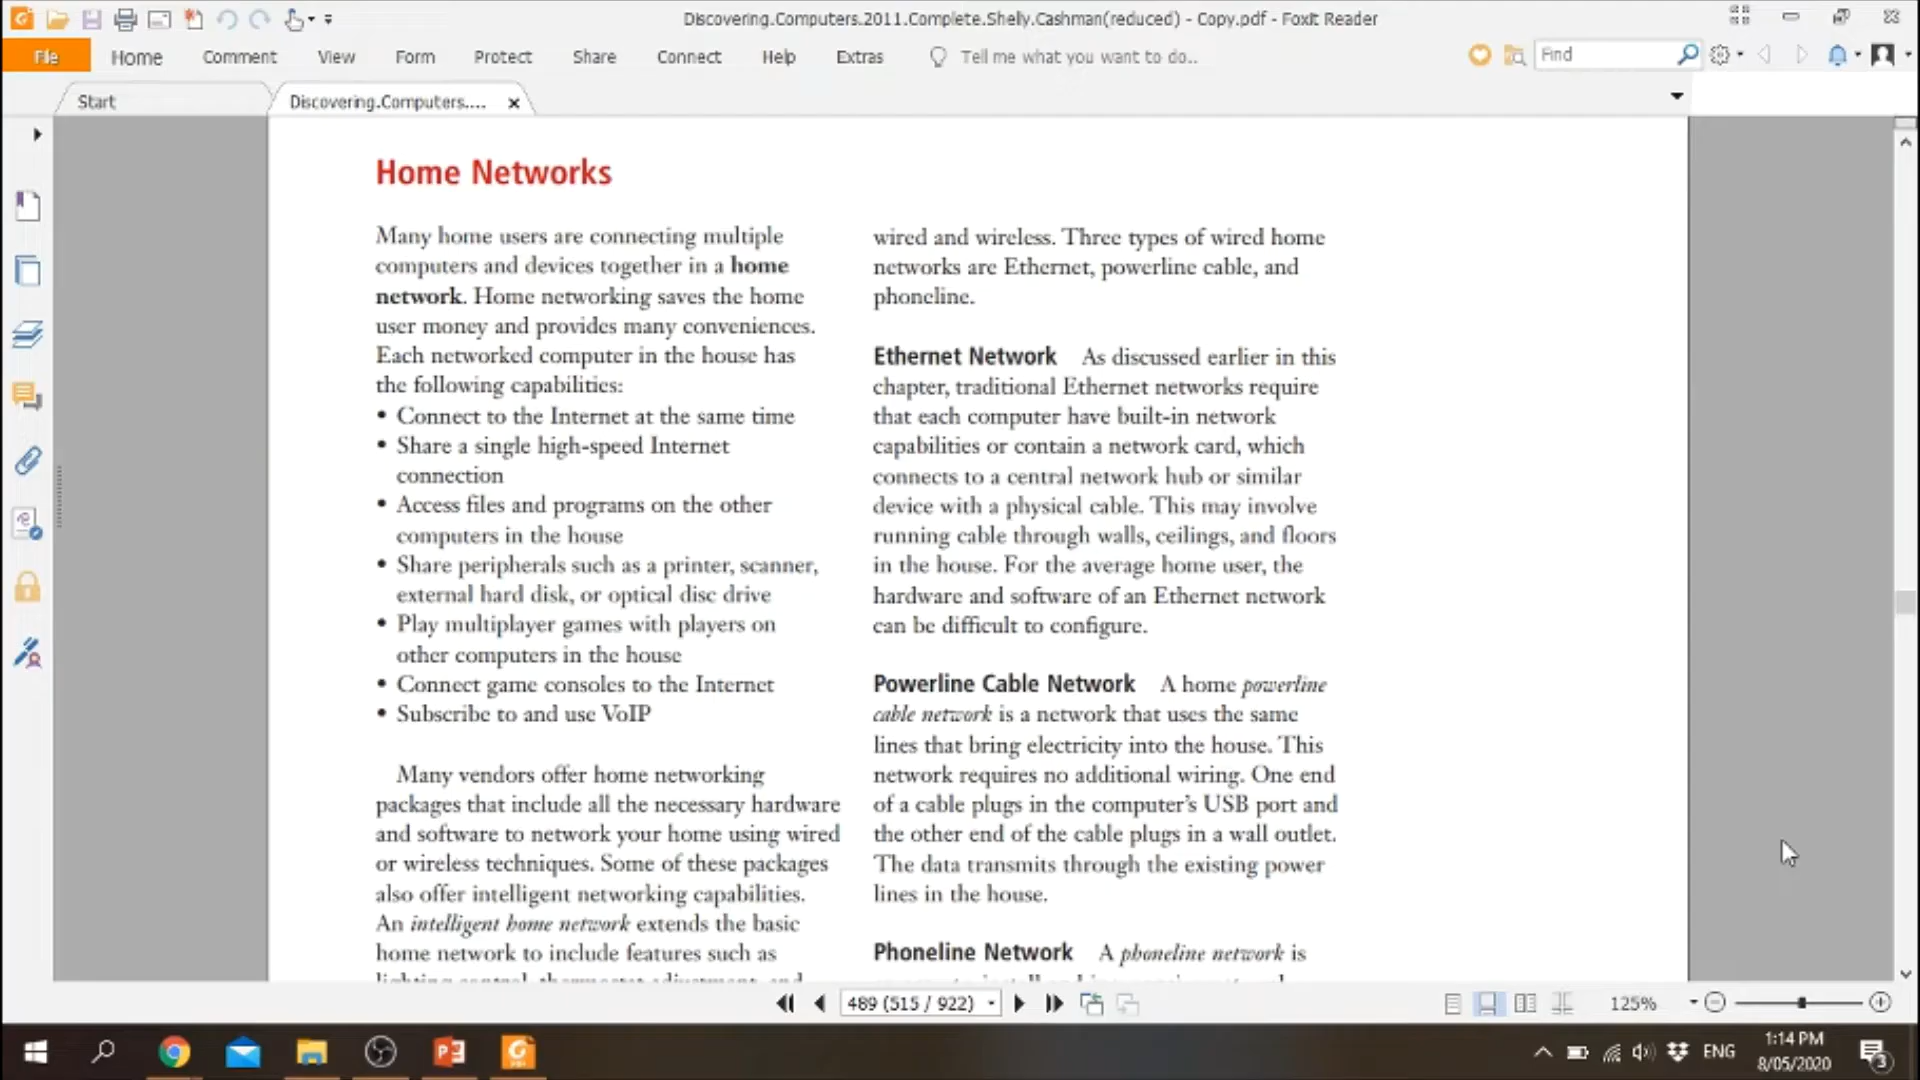 Discovering.Computers.2011.Complete.Shelly.Cashman(reduced) - Copy.pdf - Foxit Reader
File
Home
Comment
View
Form
Protect
Share
Connect
Help
Extras
Tell me what you want to do..
Find
Start
Discovering.Computers....
Home Networks
Many home users are connecting multiple
computers and devices together in a home
network. Home networking saves the home
user money and provides many conveniences.
Each networked computer in the house has
the following capabilities:
• Connect to the Internet at the same time
• Share a single high-speed Internet
connection
• Access files and programs on the other
computers in the house
• Share peripherals such as a printer, scanner,
external hard disk, or optical disc drive
• Play multiplayer games with players on
other computers in the house
• Connect game consoles to the Internet
• Subscribe to and use VoIP
Many vendors offer home networking
packages that include all the necessary hardware
and software to network your home using wired
or wireless techniques. Some of these packages
also offer intelligent networking capabilities.
An intelligent home network extends the basic
home network to include features such as
wired and wireless. Three types of wired home
networks are Ethernet, powerline cable, and
phoneline.
Ethernet Network As discussed earlier in this
chapter, traditional Ethernet networks require
that each computer have built-in network
capabilities or contain a network card, which
connects to a central network hub or similar
device with a physical cable. This may involve
running cable through walls, ceilings, and floors
in the house. For the average home user, the
hardware and software of an Ethernet network
can be difficult to configure.
Powerline Cable Network A home powerline
cable network is a network that uses the same
lines that bring electricity into the house. This
network requires no additional wiring. One end
of a cable plugs in the computer's USB port and
the other end of the cable plugs in a wall outlet.
The data transmits through the existing power
lines in the house.
Phoneline Network A phoneline network is
489 (515 / 922)
125%
ENG
1:14 PM
8/05/2020
3